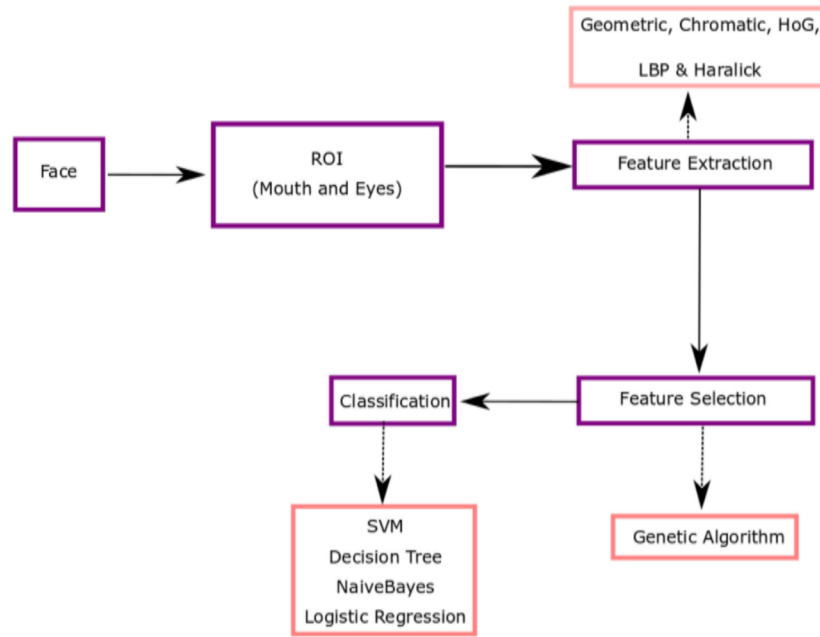 Geometric, Chromatic, HoG,
LBP & Haralick
Face
ROI
(Mouth and Eyes)
Feature Extraction
Classification
Feature Selection
SVM
Decision Tree
NaiveBayes
Logistic Regression
Genetic Algorithm